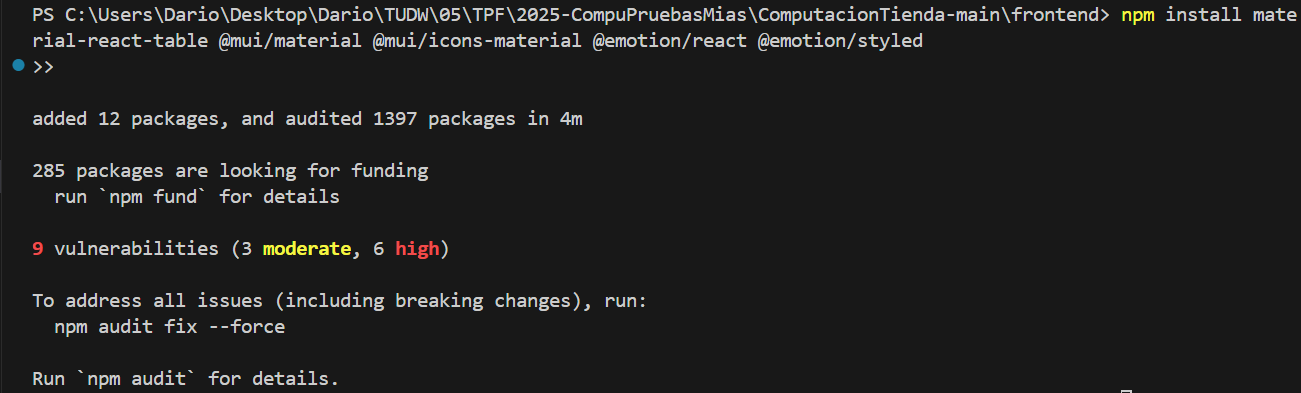 PS C:\Users\Dario\Desktop\Dario\TUDW\05\TPF\2025-CompuPruebasMias\ComputacionTienda-main\frontend> npm install mate
rial-react-table @mui/material @mui/icons-material @emotion/react @emotion/styled
>>
added 12 packages, and audited 1397 packages in 4m
285 packages are looking for funding
  run `npm fund` for details
9 vulnerabilities (3 moderate, 6 high)
To address all issues (including breaking changes), run:
  npm audit fix --force
Run `npm audit` for details.